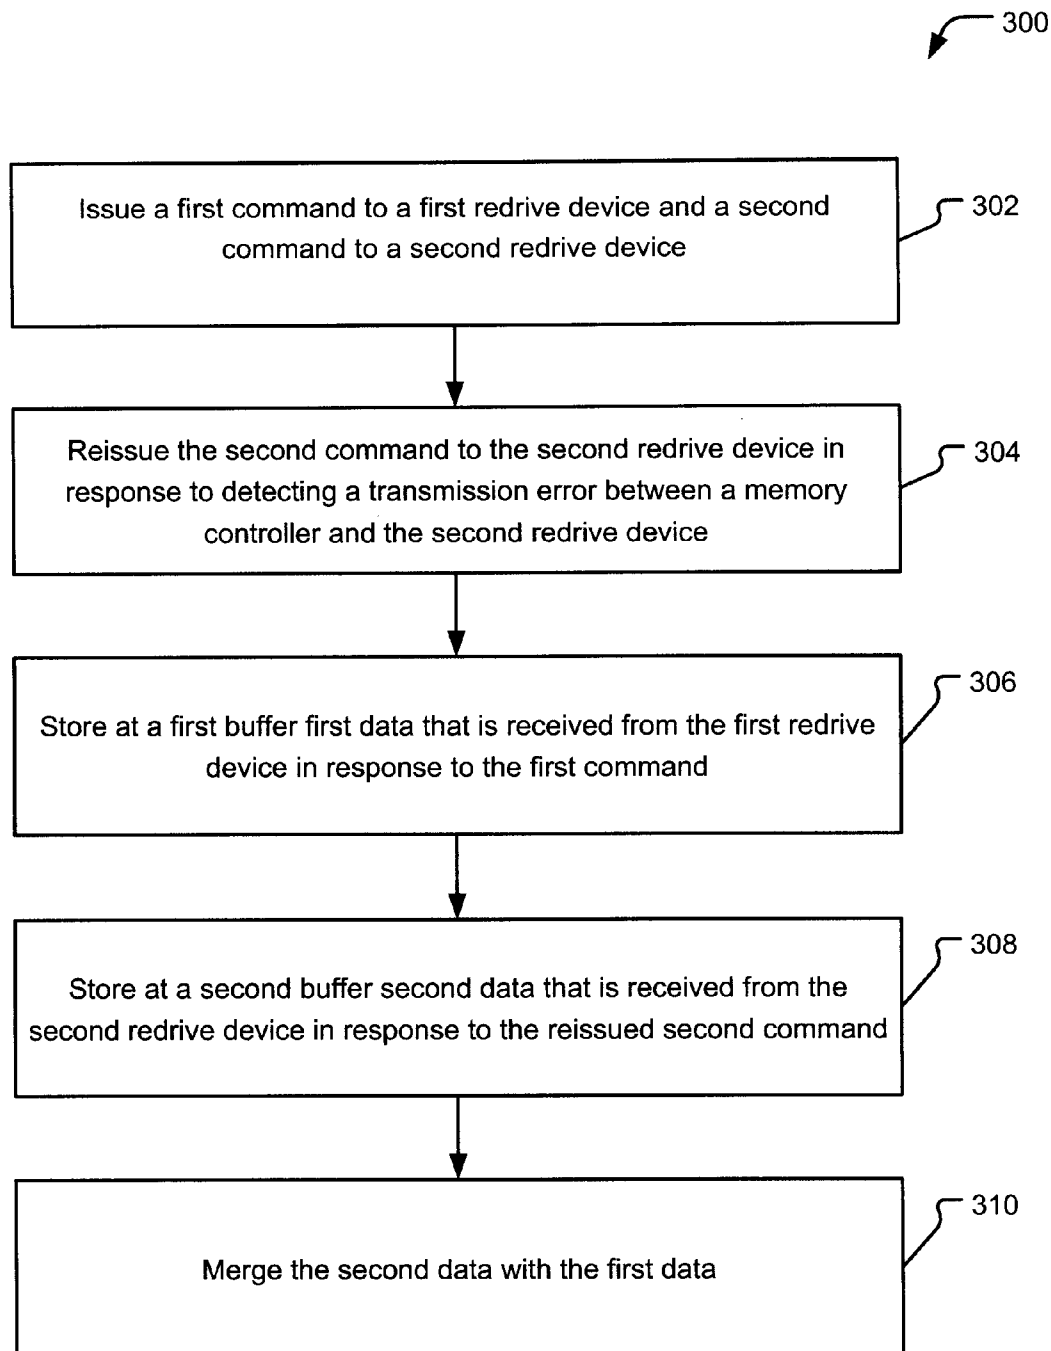 300
Issue a first command to a first redrive device and a second
command to a second redrive device
302
Reissue the second command to the second redrive device in
response to detecting a transmission error between a memory
controller and the second redrive device
304
Store at a first buffer first data that is received from the first redrive
device in response to the first command
306
Store at a second buffer second data that is received from the
second redrive device in response to the reissued second command
308
Merge the second data with the first data
310